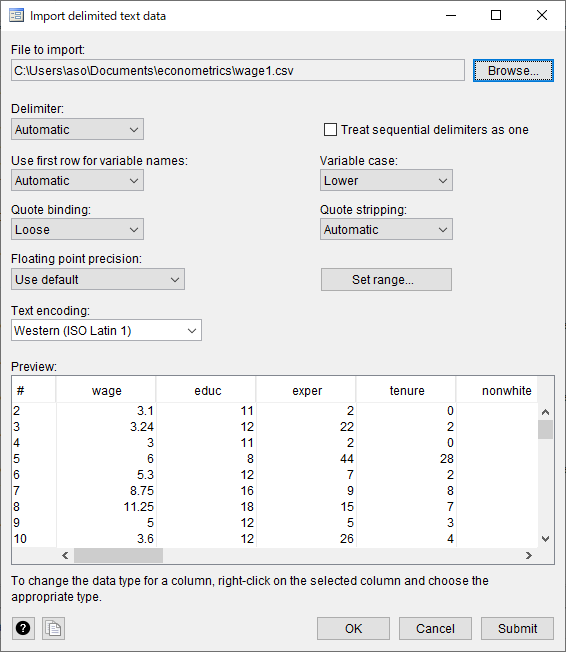 Import delimited text data
File to import:
C:\Users\aso\Documents\econometrics\wage1.csv
Browse...
Delimiter:
Automatic
Treat sequential delimiters as one
Use first row for variable names:
Variable case:
Automatic
Lower
Quote binding:
Quote stripping:
Loose
Automatic
Floating point precision:
Use default
Set range...
Text encoding:
Western (ISO Latin 1)
Preview:
# wage educ exper tenure nonwhite
2 3.1 11 2 0
3 3.24 12 22 2
4 3 11 2 0
5 6 8 44 28
6 5.3 12 7 2
7 8.75 16 9 8
8 11.25 18 15 7
9 5 12 5 3
10 3.6 12 26 4
To change the data type for a column, right-click on the selected column and choose the
appropriate type.
? OK Cancel Submit